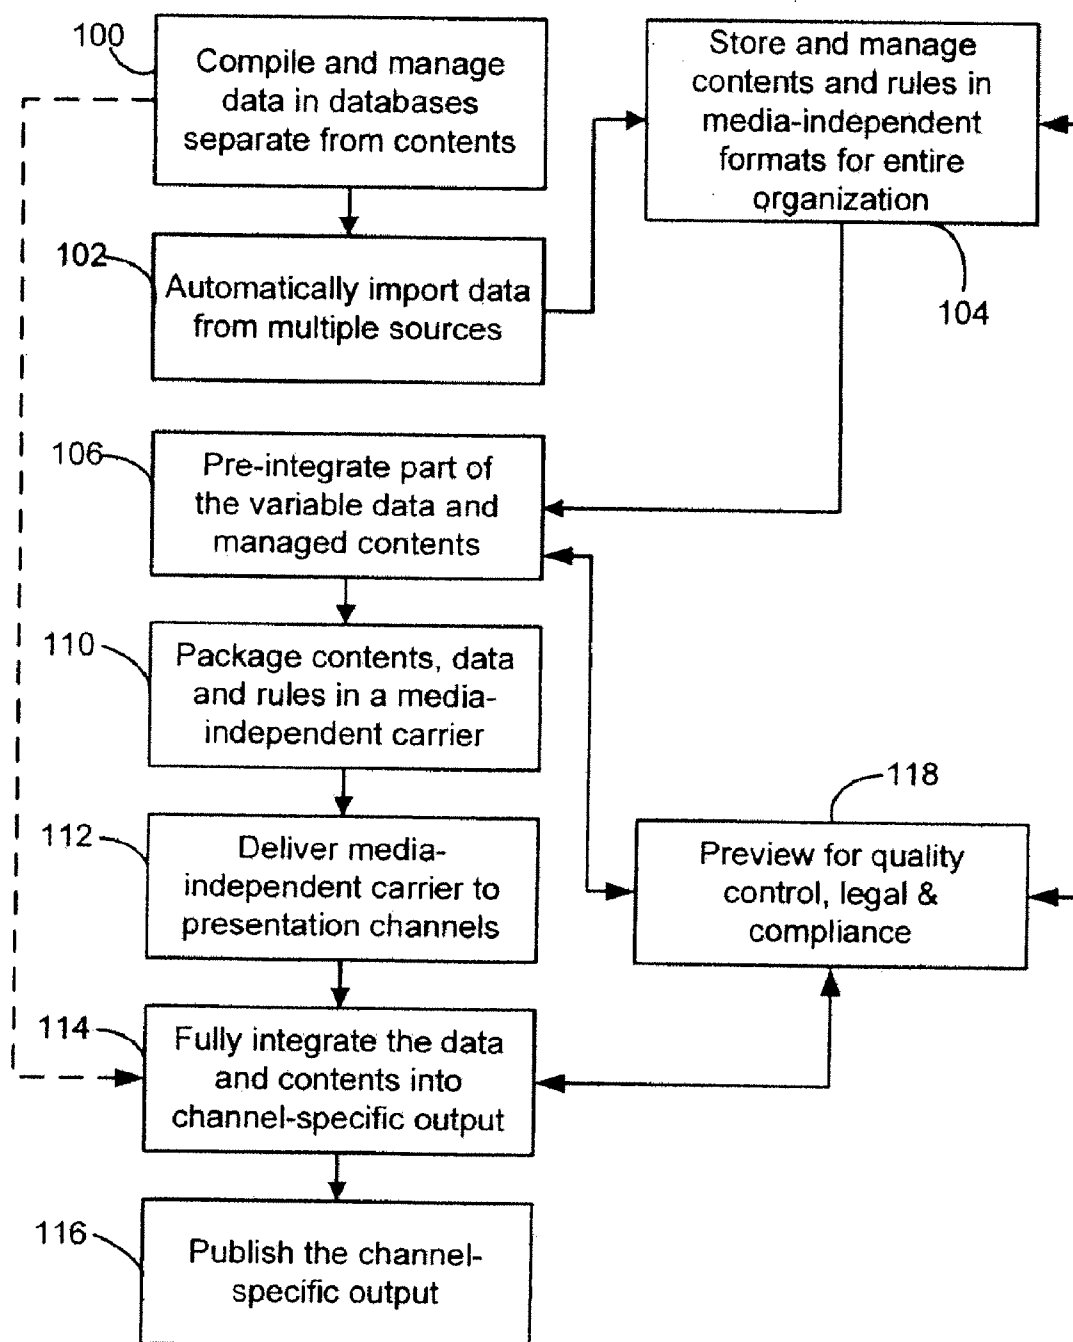 100
Compile and manage
data in databases
separate from contents
Store and manage
contents and rules in
media-independent
formats for entire
organization
102
Automatically import data
from multiple sources
104
106
Pre-integrate part of
the variable data and
managed contents
110
Package contents, data
and rules in a media-
independent carrier
118
112
Deliver media-
independent carrier to
presentation channels
Preview for quality
control, legal &
compliance
114
Fully integrate the data
and contents into
channel-specific output
116
Publish the channel-
specific output